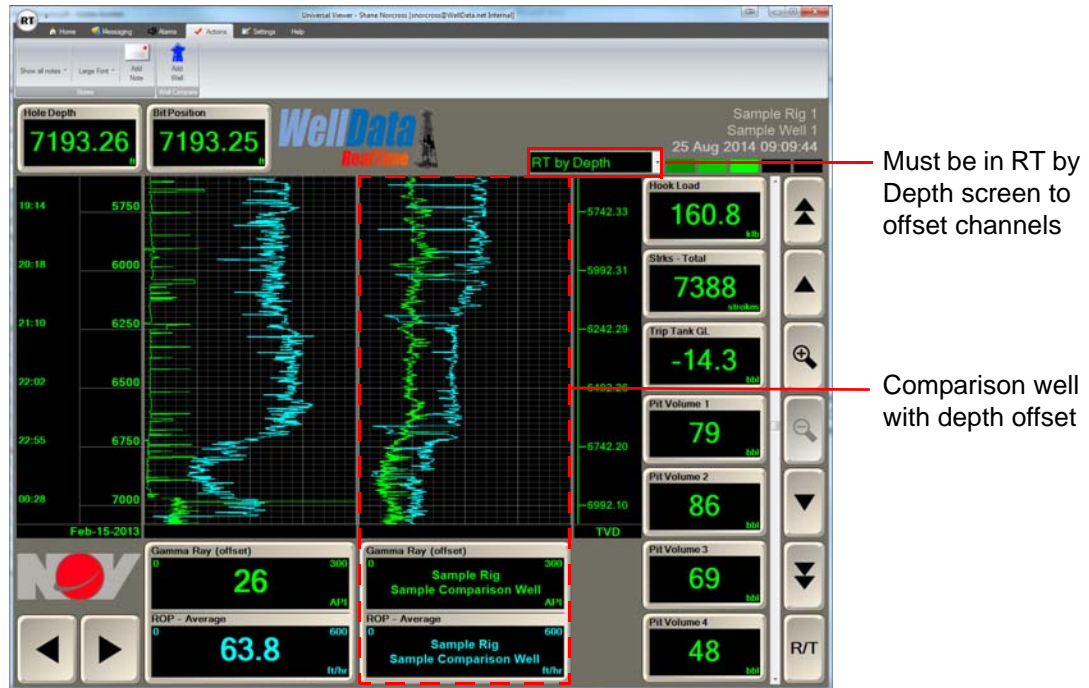 RT
Universal Viewer - Shane Norcross [snorcross@WellData.net Internal]
Home Messaging Alarms Actions Settings Help
Show all notes Large Font Add Note Add Well
Notes Well Compare
Hole Depth
7193.26
ft
Bit Position
7193.25
ft
WellData
RealTime
Sample Rig 1
Sample Well 1
25 Aug 2014 09:09:44
RT by Depth
Must be in RT by
Depth screen to
offset channels
19:14 5750 5742.33
20:18 6000 5992.31
21:10 6250 6242.29
22:02 6500
22:55 6750 6742.20
00:28 7000 6992.10
Feb-15-2013 TVD
Comparison well
with depth offset
Hook Load
160.8
klb
Strks - Total
7388
strokes
Trip Tank GL
-14.3
bbl
Pit Volume 1
79
bbl
Pit Volume 2
86
bbl
Pit Volume 3
69
bbl
Pit Volume 4
48
bbl
R/T
NOV
Gamma Ray (offset)
0 300
26
API
ROP - Average
0 600
63.8
ft/hr
Gamma Ray (offset)
0 300
Sample Rig
Sample Comparison Well
API
ROP - Average
0 600
Sample Rig
Sample Comparison Well
ft/hr